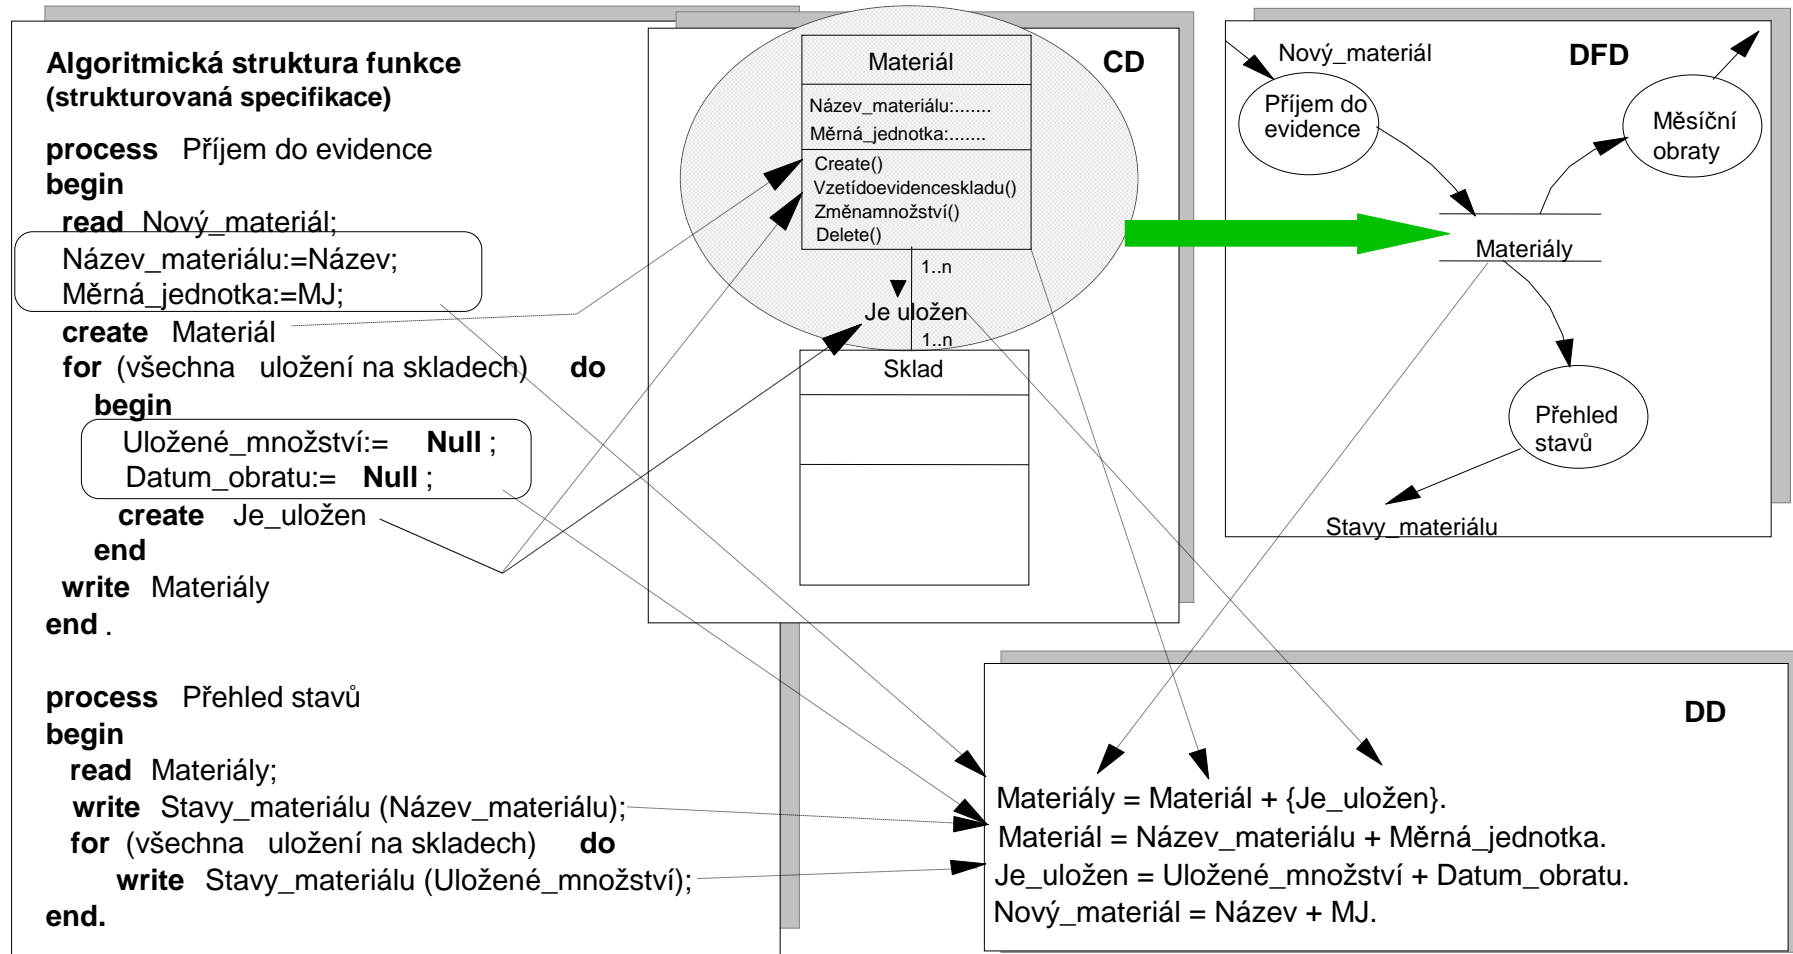 Algoritmická struktura funkce
(strukturovaná specifikace)
process Příjem do evidence
begin
read Nový_materiál;
Název_materiálu:=Název;
Měrná_jednotka:=MJ;
create Materiál
for (všechna uložení na skladech) do
begin
Uložené_množství:= Null ;
Datum_obratu:= Null ;
create Je_uložen
end
write Materiály
end .
process Přehled stavů
begin
read Materiály;
write Stavy_materiálu (Název_materiálu);
for (všechna uložení na skladech) do
write Stavy_materiálu (Uložené_množství);
end.
CD
Materiál
Název_materiálu:.......
Měrná_jednotka:.......
Create()
Vzetídoevidenceskladu()
Změnamnožství()
Delete()
1..n
Je uložen
1..n
Sklad
DFD
Nový_materiál
Příjem do
evidence
Měsíční
obraty
Materiály
Přehled
stavů
Stavy_materiálu
DD
Materiály = Materiál + {Je_uložen}.
Materiál = Název_materiálu + Měrná_jednotka.
Je_uložen = Uložené_množství + Datum_obratu.
Nový_materiál = Název + MJ.